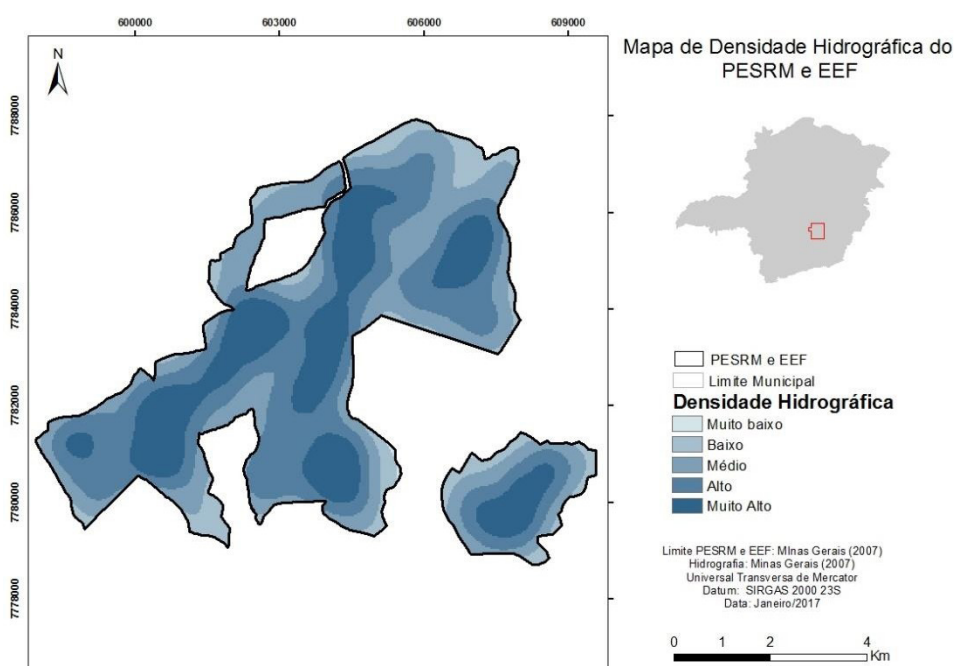 600000
603000
606000
609000
N
7788000
7786000
7784000
7782000
7780000
7778000
Mapa de Densidade Hidrográfica do
PESRM e EEF
PESRM e EEF
Limite Municipal
Densidade Hidrográfica
Muito baixo
Baixo
Médio
Alto
Muito Alto
Limite PESRM e EEF: MInas Gerais (2007)
Hidrografia: Minas Gerais (2007)
Universal Transversa de Mercator
Datum: SIRGAS 2000 23S
Data: Janeiro/2017
0 1 2 4
Km